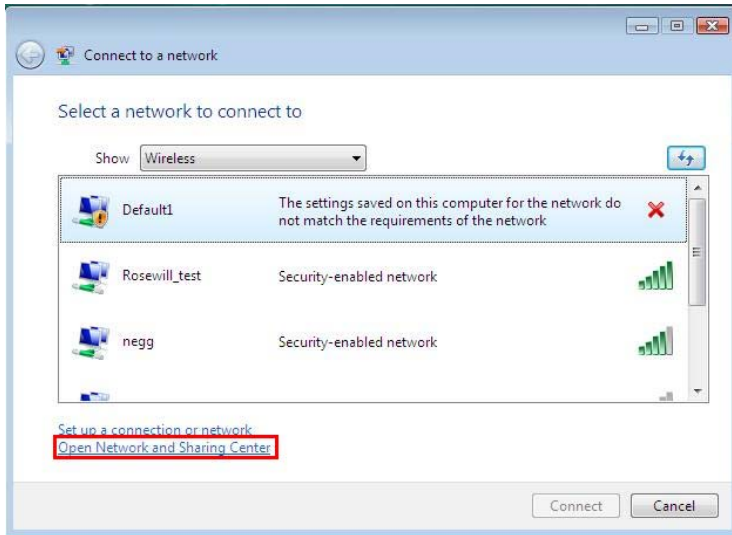 Connect to a network
Select a network to connect to
Show Wireless
Default1 The settings saved on this computer for the network do
not match the requirements of the network
Rosewill_test Security-enabled network
negg Security-enabled network
Set up a connection or network
Open Network and Sharing Center
Connect Cancel